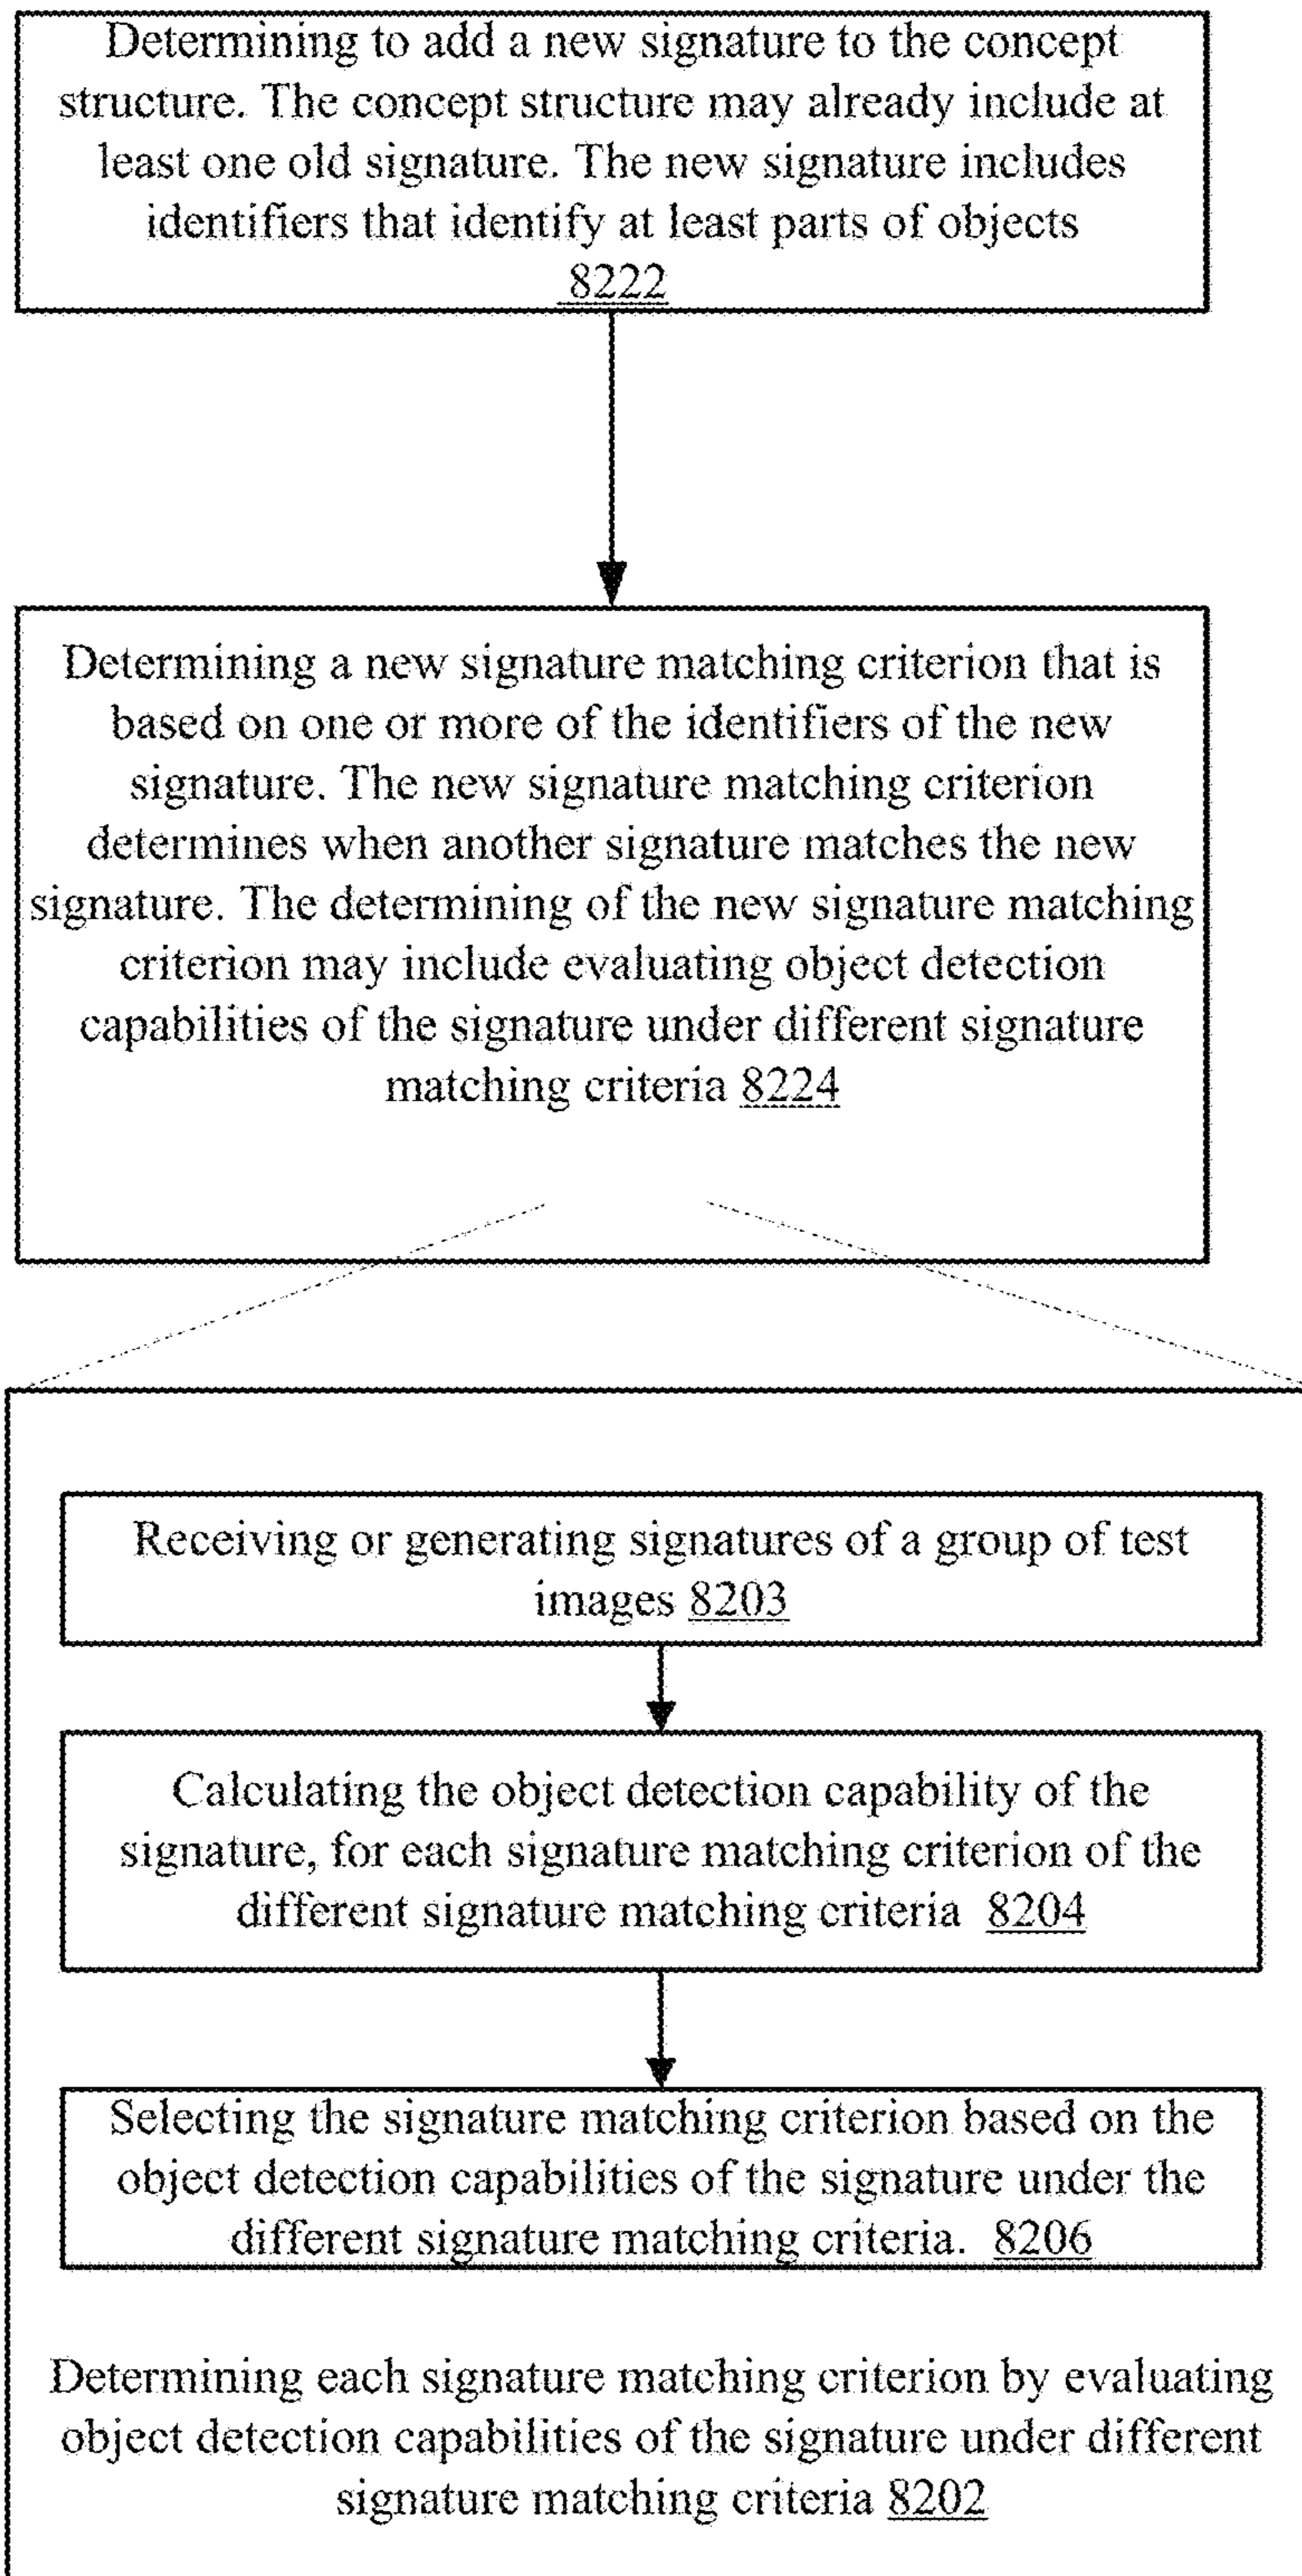 Determining to add a new signature to the concept
structure. The concept structure may already include at
least one old signature. The new signature includes
identifiers that identify at least parts of objects
8222
Determining a new signature matching criterion that is
based on one or more of the identifiers of the new
signature. The new signature matching criterion
determines when another signature matches the new
signature. The determining of the new signature matching
criterion may include evaluating object detection
capabilities of the signature under different signature
matching criteria 8224
Receiving or generating signatures of a group of test
images 8203
Calculating the object detection capability of the
signature, for each signature matching criterion of the
different signature matching criteria 8204
Selecting the signature matching criterion based on the
object detection capabilities of the signature under the
different signature matching criteria. 8206
Determining each signature matching criterion by evaluating
object detection capabilities of the signature under different
signature matching criteria 8202